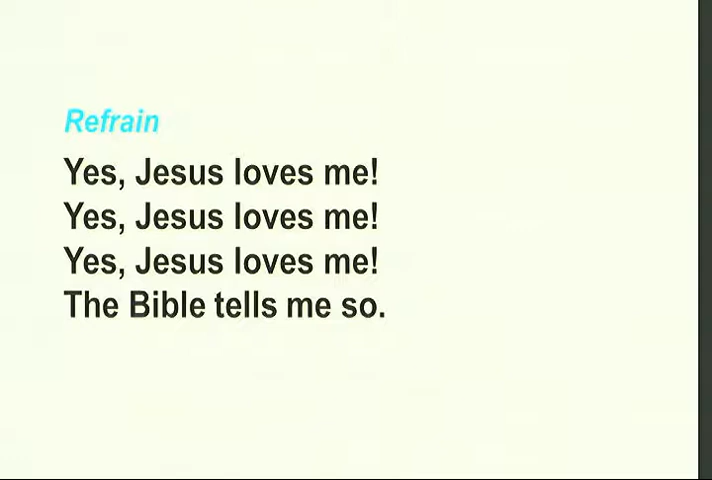 Refrain
Yes, Jesus loves me!
Yes, Jesus loves me!
Yes, Jesus loves me!
The Bible tells me so.